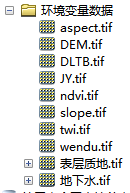 环境变量数据
aspect.tif
DEM.tif
DLTB.tif
JY.tif
ndvi.tif
slope.tif
twi.tif
wendu.tif
表层质地.tif
地下水.tif